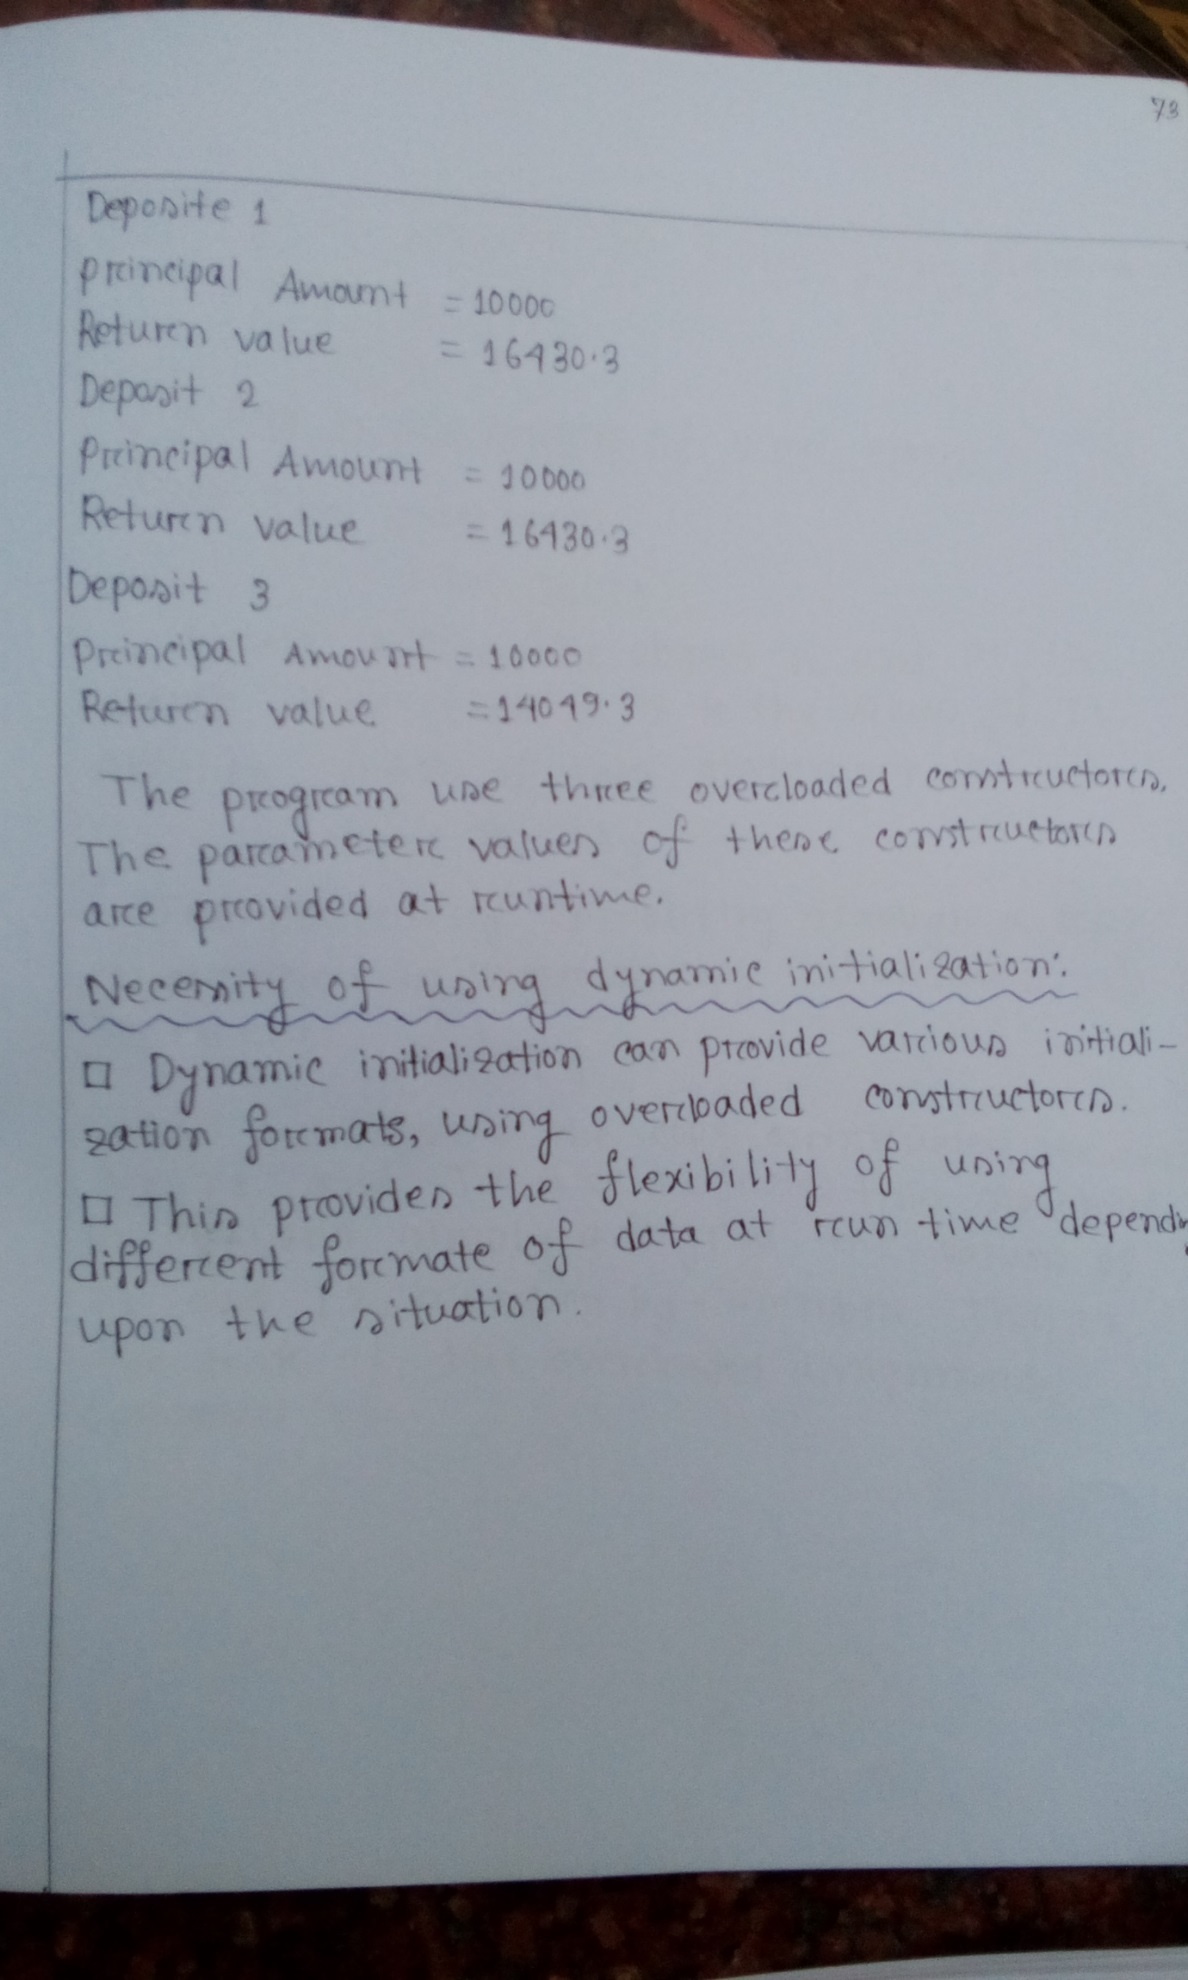 73
Deposite 1
Principal Amount = 10000
Return value = 16430.3
Deposit 2
Principal Amount = 10000
Return value = 16430.3
Deposit 3
Principal Amount = 10000
Return value = 14049.3
The program use three overloaded constructors.
The parameter values of these constructors
are provided at runtime.
Necessity of using dynamic initialization:
□ Dynamic initialization can provide various initiali-
zation formats, using overloaded constructors.
□ This provides the flexibility of using
different formate of data at run time
upon the situation.